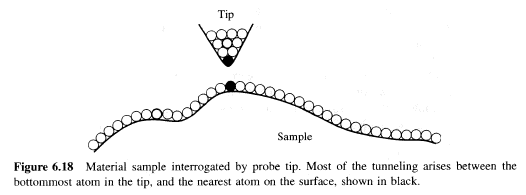 Tip
Sample
Figure 6.18 Material sample interrogated by probe tip. Most of the tunneling arises between the
bottommost atom in the tip, and the nearest atom on the surface, shown in black.